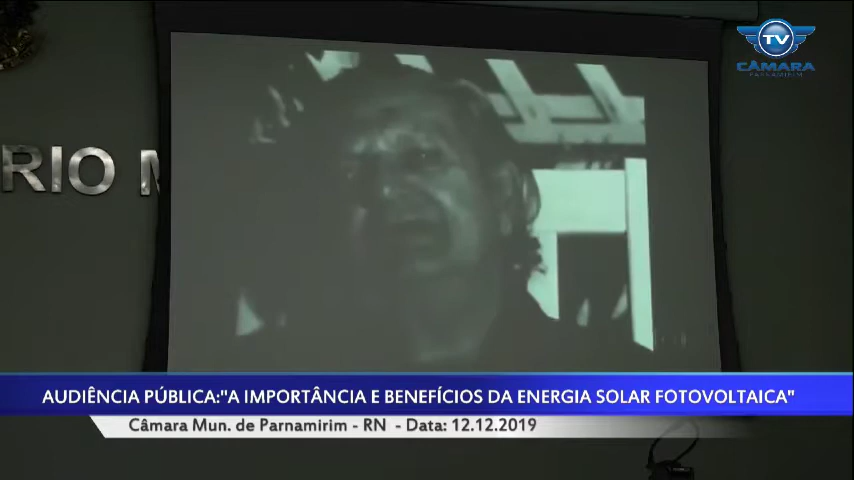 TV
CÂMARA
PARNAMIRIM
RIO M
AUDIÊNCIA PÚBLICA:"A IMPORTÂNCIA E BENEFÍCIOS DA ENERGIA SOLAR FOTOVOLTAICA"
Câmara Mun. de Parnamirim - RN - Data: 12.12.2019